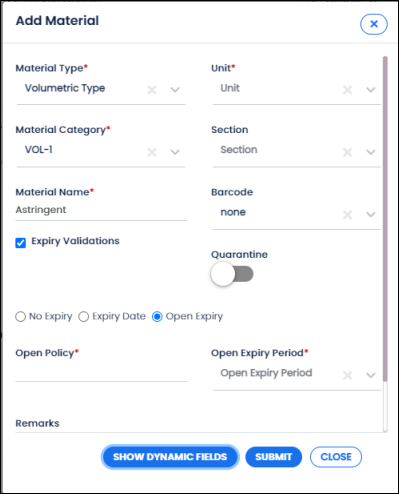 Add Material
Material Type* Unit*
Volumetric Type Unit
Material Category* Section
VOL-1 Section
Material Name* Barcode
Astringent none
Expiry Validations
Quarantine
No Expiry Expiry Date Open Expiry
Open Policy* Open Expiry Period*
Open Expiry Period
Remarks
SHOW DYNAMIC FIELDS SUBMIT CLOSE